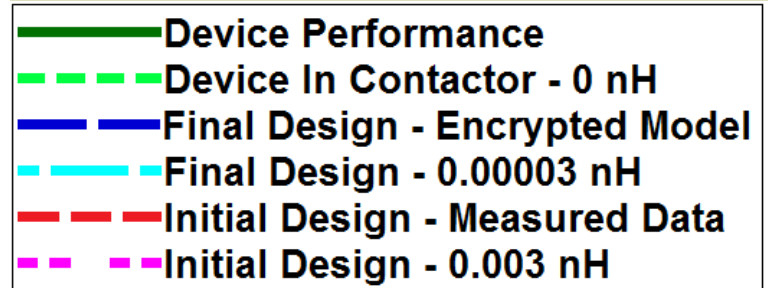 Device Performance
Device In Contactor - 0 nH
Final Design - Encrypted Model
Final Design - 0.00003 nH
Initial Design - Measured Data
Initial Design - 0.003 nH